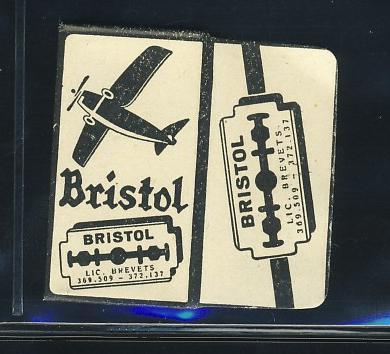 Bristol
BRISTOL
LIC. BREVETS
369.509 - 372.137
BRISTOL
LIC. BREVETS
369.509 - 372.137